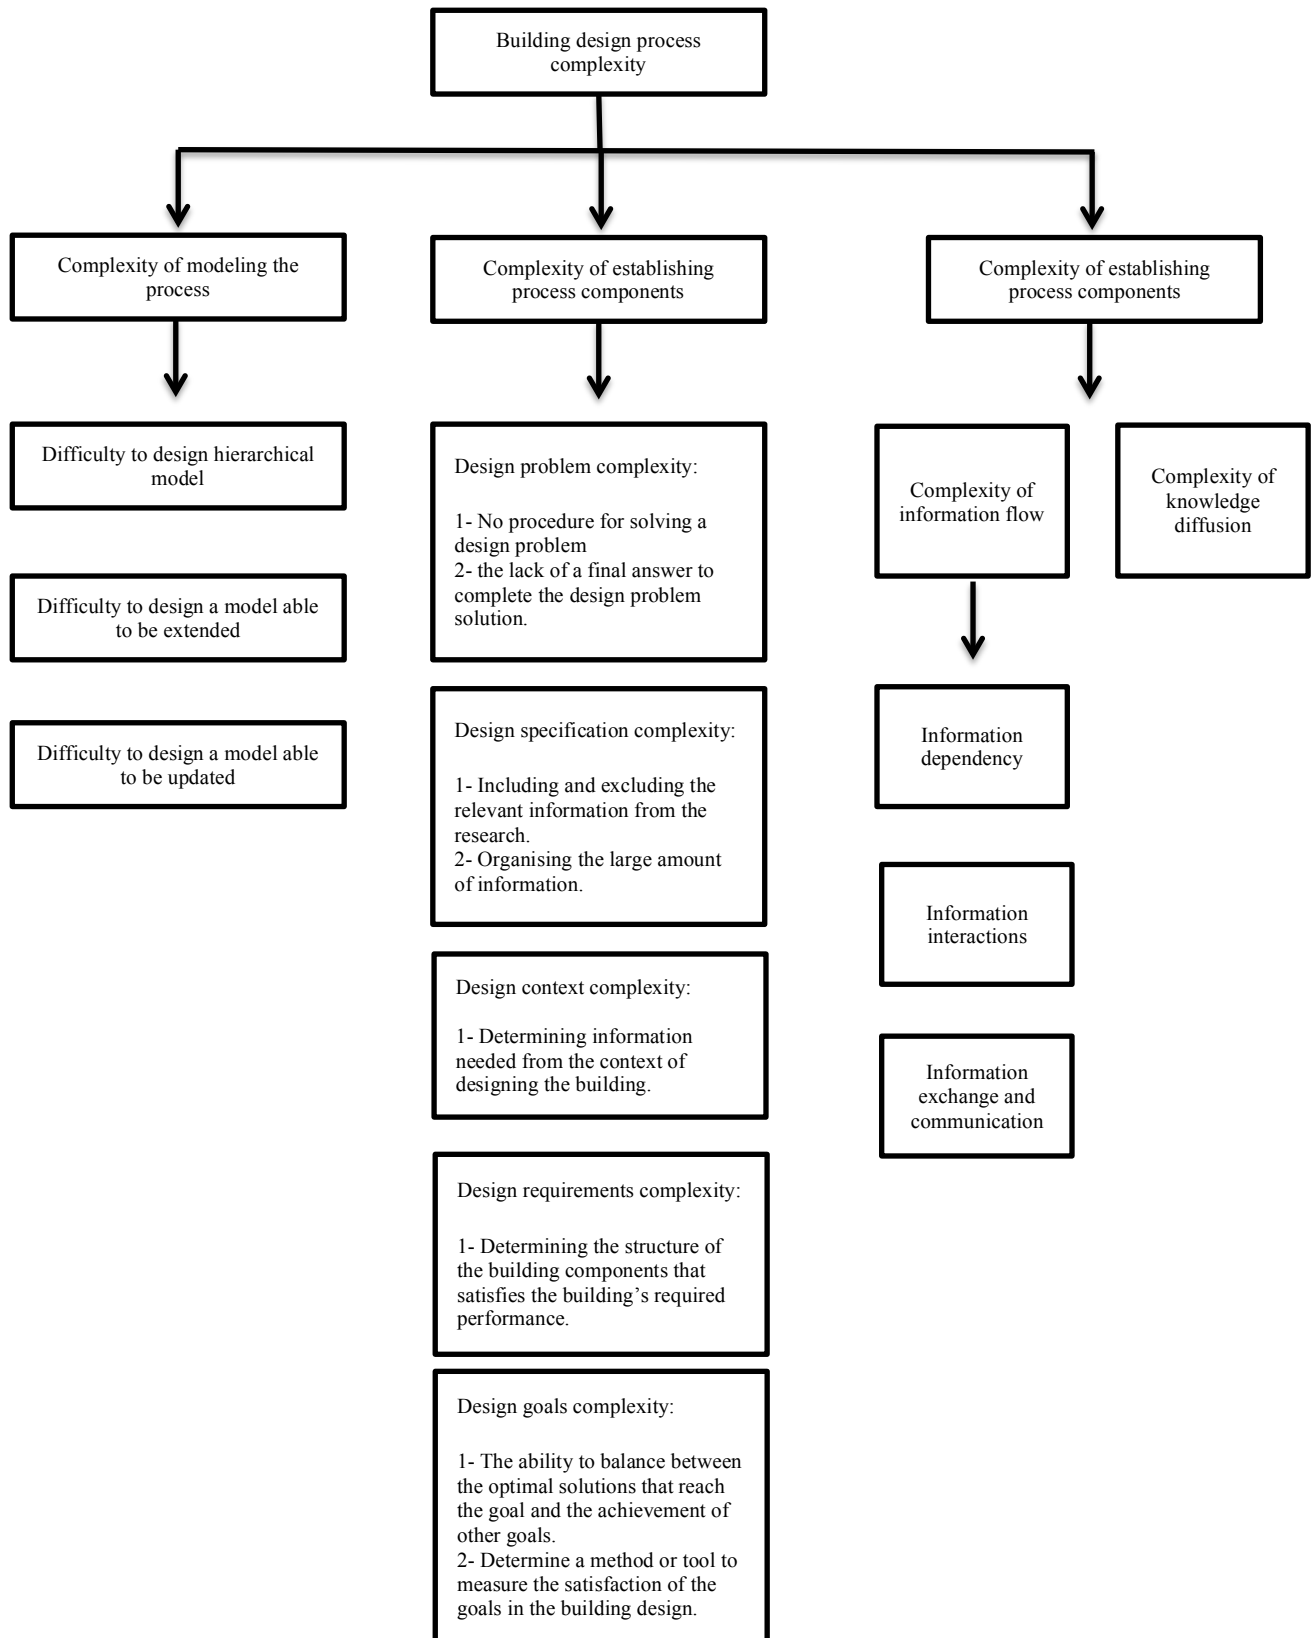 Building design process
complexity
Complexity of modeling the
process
Complexity of establishing
process components
Complexity of establishing
process components
Difficulty to design hierarchical
model
Difficulty to design a model able
to be extended
Difficulty to design a model able
to be updated
Design problem complexity:
1- No procedure for solving a
design problem
2- the lack of a final answer to
complete the design problem
solution.
Design specification complexity:
1- Including and excluding the
relevant information from the
research.
2- Organising the large amount
of information.
Design context complexity:
1- Determining information
needed from the context of
designing the building.
Design requirements complexity:
1- Determining the structure of
the building components that
satisfies the building’s required
performance.
Design goals complexity:
1- The ability to balance between
the optimal solutions that reach
the goal and the achievement of
other goals.
2- Determine a method or tool to
measure the satisfaction of the
goals in the building design.
Complexity of
information flow
Complexity of
knowledge
diffusion
Information
dependency
Information
interactions
Information
exchange and
communication